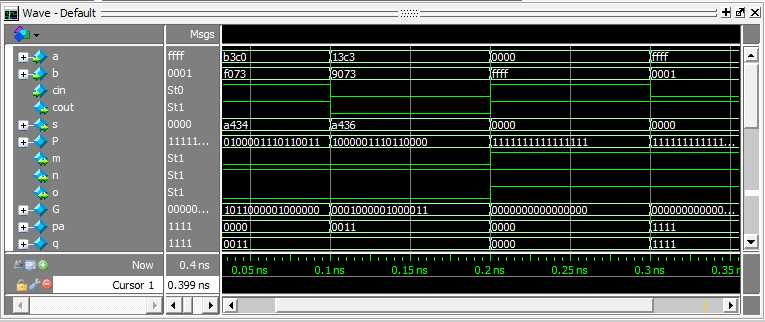 Wave - Default
Msgs
a ffff b3c0 13c3 0000 ffff
b 0001 f073 9073 ffff 0001
cin St0
cout St1
s 0000 a434 a436 0000 0000
P 11111... 0100001110110011 1000001110110000 1111111111111111 1111111111111...
m St1
n St1
o St1
G 00000... 1011000001000000 0001000001000011 0000000000000000 000000000000...
pa 1111 0000 0011 0000 1111
q 1111 0011 0000 1111
Now 0.4 ns 0.05 ns 0.1 ns 0.15 ns 0.2 ns 0.25 ns 0.3 ns 0.35 n
Cursor 1 0.399 ns